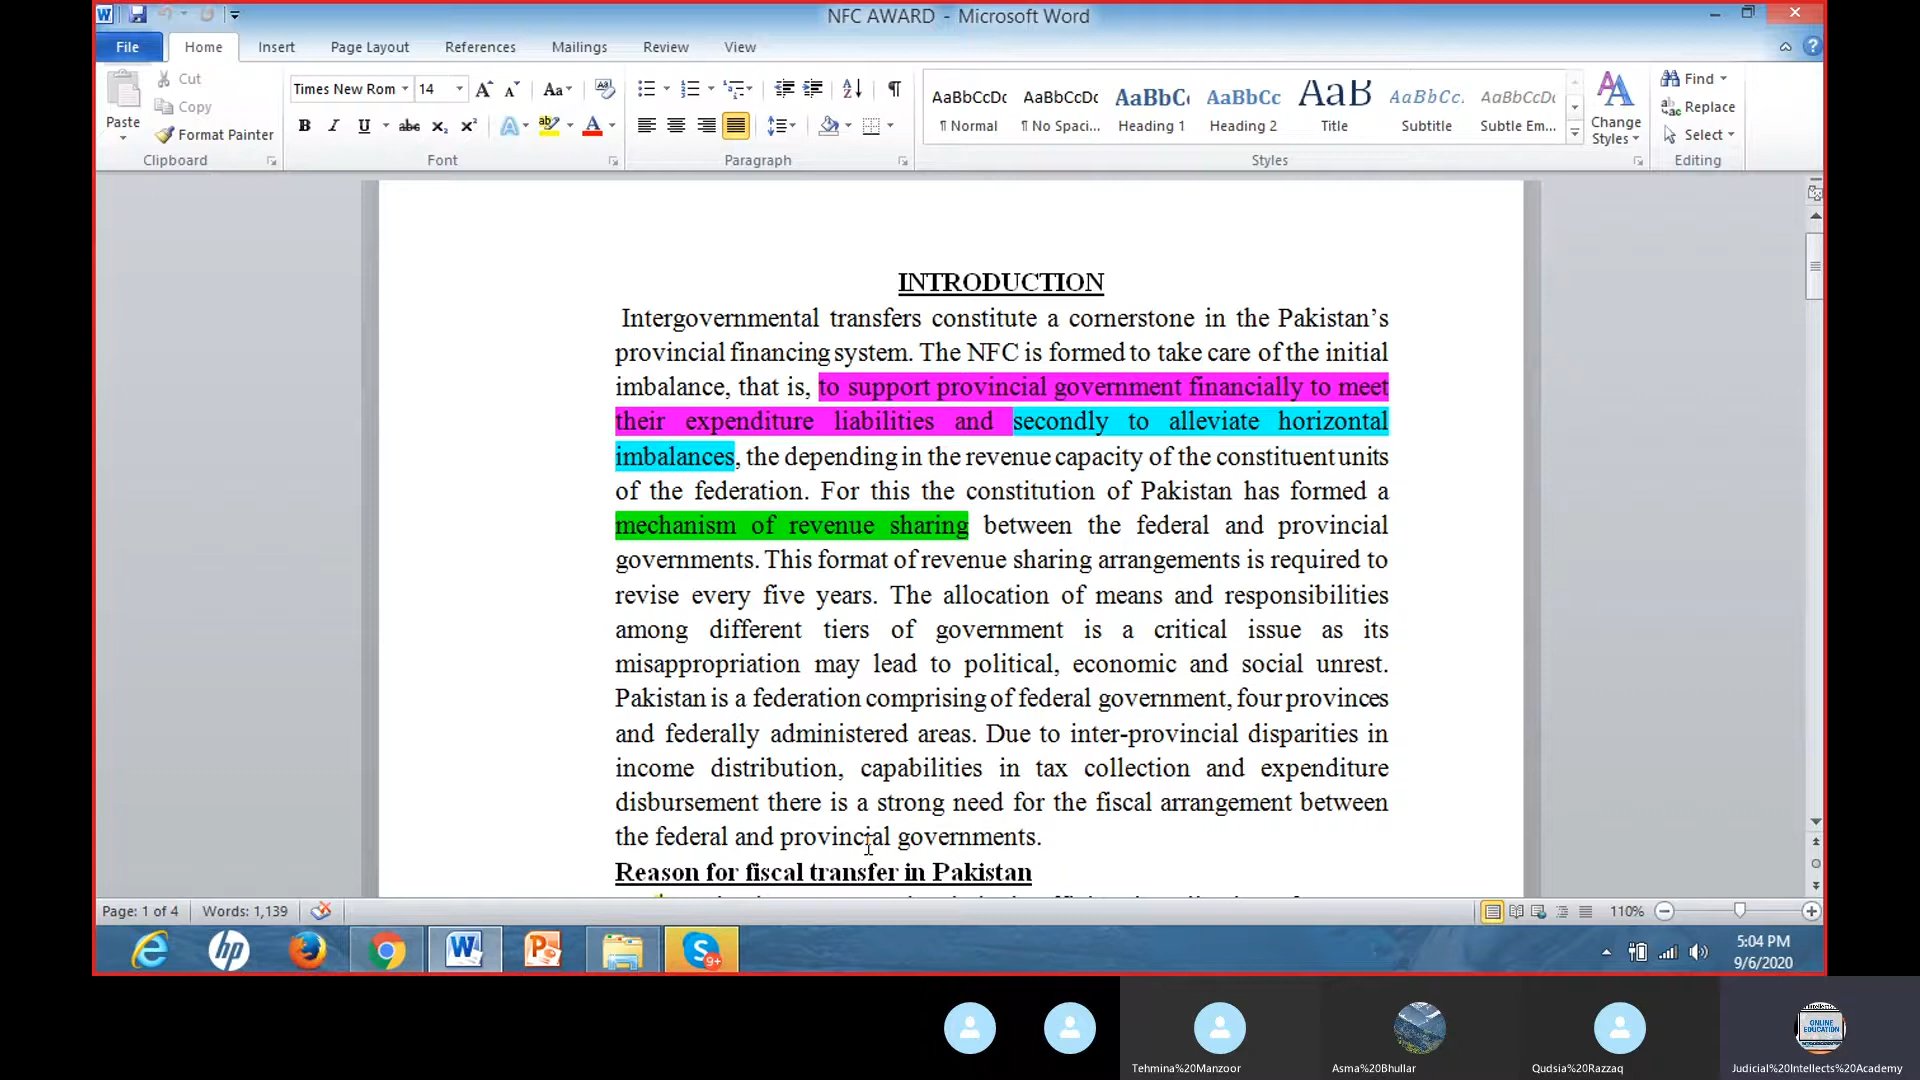 NFC AWARD - Microsoft Word
File Home Insert Page Layout References Mailings Review View
Paste
Cut
Copy
Format Painter
Clipboard
Times New Rom 14
Font
Paragraph
AaBbCcDc AaBbCcDc AaBbC AaBbCc AaB AaBbCc. AaBbCcDc
¶ Normal ¶ No Spaci... Heading 1 Heading 2 Title Subtitle Subtle Em...
Styles
Change
Styles
Find
Replace
Select
Editing
INTRODUCTION
Intergovernmental transfers constitute a cornerstone in the Pakistan’s
provincial financing system. The NFC is formed to take care of the initial
imbalance, that is, to support provincial government financially to meet
their expenditure liabilities and secondly to alleviate horizontal
imbalances, the depending in the revenue capacity of the constituent units
of the federation. For this the constitution of Pakistan has formed a
mechanism of revenue sharing between the federal and provincial
governments. This format of revenue sharing arrangements is required to
revise every five years. The allocation of means and responsibilities
among different tiers of government is a critical issue as its
misappropriation may lead to political, economic and social unrest.
Pakistan is a federation comprising of federal government, four provinces
and federally administered areas. Due to inter-provincial disparities in
income distribution, capabilities in tax collection and expenditure
disbursement there is a strong need for the fiscal arrangement between
the federal and provincial governments.
Reason for fiscal transfer in Pakistan
Page: 1 of 4 Words: 1,139 110%
9+
5:04 PM
9/6/2020
ONLINE
EDUCATION
Tehmina%20Manzoor Asma%20Bhullar Qudsia%20Razzaq Judicial%20Intellects%20Academy